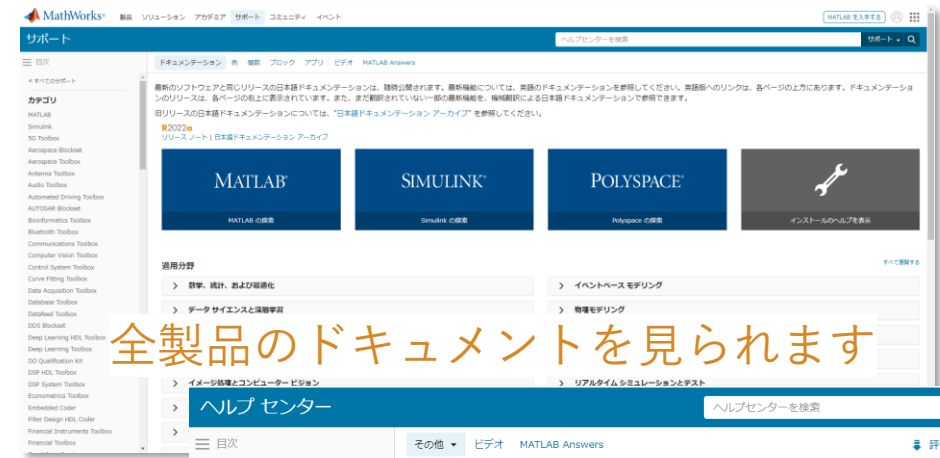 MathWorks®
製品 ソリューション アカデミア サポート コミュニティ イベント
MATLAB を入手する
サポート
ヘルプセンターを検索
サポート
目次
ドキュメンテーション 例 関数 ブロック アプリ ビデオ MATLAB Answers
« すべてのサポート
カテゴリ
MATLAB
Simulink
5G Toolbox
Aerospace Blockset
Aerospace Toolbox
Antenna Toolbox
Audio Toolbox
Automated Driving Toolbox
AUTOSAR Blockset
Bioinformatics Toolbox
Bluetooth Toolbox
Communications Toolbox
Computer Vision Toolbox
Control System Toolbox
Curve Fitting Toolbox
Data Acquisition Toolbox
Database Toolbox
Datafeed Toolbox
DDS Blockset
Deep Learning HDL Toolbox
Deep Learning Toolbox
DO Qualification Kit
DSP HDL Toolbox
DSP System Toolbox
Econometrics Toolbox
Embedded Coder
Filter Design HDL Coder
Financial Instruments Toolbox
Financial Toolbox
最新のソフトウェアと同じリリースの日本語ドキュメンテーションは、随時公開されます。最新機能については、英語のドキュメンテーションを参照してください。英語版へのリンクは、各ページの上方にあります。ドキュメンテーショ
ンのリリースは、各ページの右上に表示されています。また、まだ翻訳されていない一部の最新機能を、機械翻訳による日本語ドキュメンテーションで参照できます。
旧リリースの日本語ドキュメンテーションについては、"日本語ドキュメンテーション アーカイブ" を参照してください。
R2022a
リリース ノート | 日本語ドキュメンテーション アーカイブ
MATLAB®
MATLAB の探索
SIMULINK®
Simulink の探索
POLYSPACE®
Polyspace の探索
インストールのヘルプを表示
適用分野
すべて展開する
数学、統計、および最適化
イベントベース モデリング
データ サイエンスと深層学習
物理モデリング
全製品のドキュメントを見られます
イメージ処理とコンピューター ビジョン
リアルタイム シミュレーションとテスト
ヘルプ センター
ヘルプセンターを検索
目次
その他 ビデオ MATLAB Answers
評